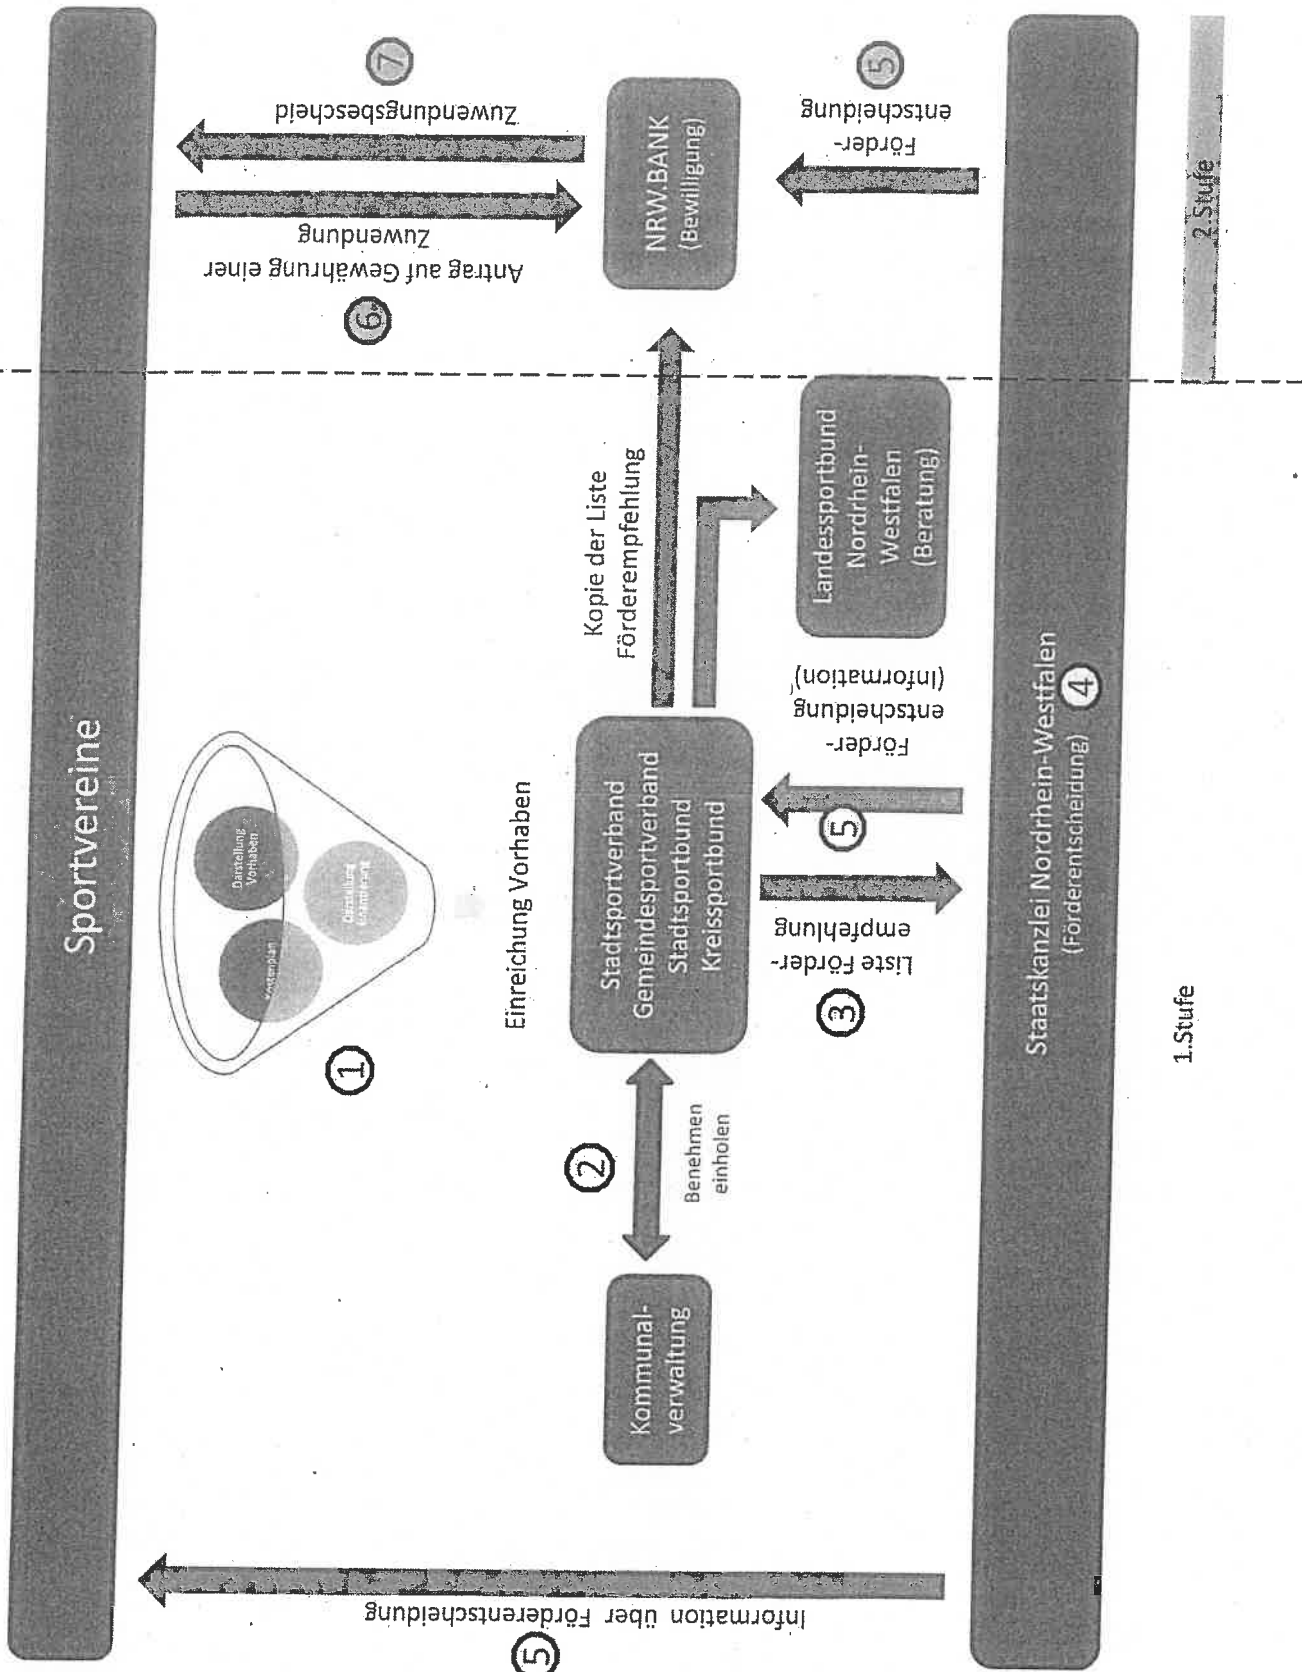 Sportvereine
Kostenplan
Darstellung
Vorhaben
Darstellung
1
Einreichung Vorhaben
5
Information über Förderentscheidung
Kommunal-
verwaltung
2
Benehmen
einholen
Stadtsportverband
Gemeindesportverband
Stadtsportbund
Kreissportbund
3
Liste Förder-
empfehlung
5
Förder-
entscheidung
(Information)
Kopie der Liste
Förderempfehlung
Landessportbund
Nordrhein-
Westfalen
(Beratung)
6
Antrag auf Gewährung einer
Zuwendung
Zuwendungsbescheid
7
NRW.BANK
(Bewilligung)
Förder-
entscheidung
5
Staatskanzlei Nordrhein-Westfalen
(Förderentscheidung)
4
1.Stufe
2.Stufe